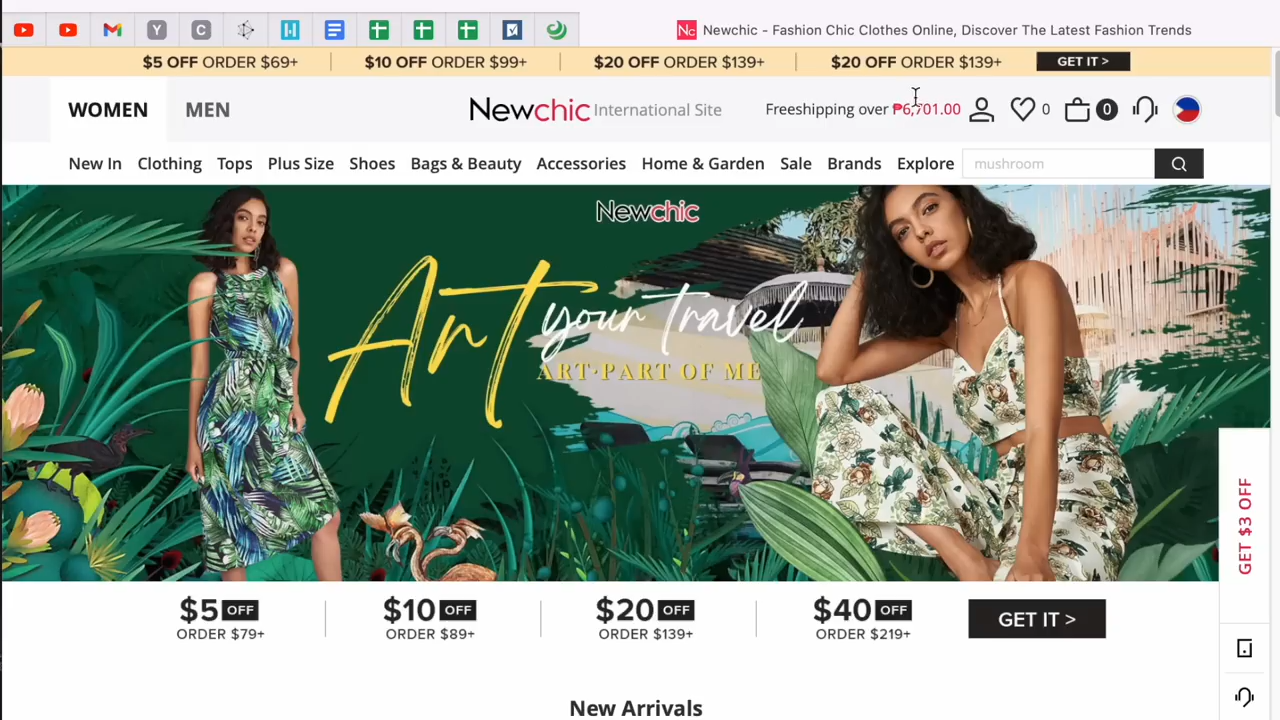 Newchic - Fashion Chic Clothes Online, Discover The Latest Fashion Trends
$5 OFF ORDER $69+ $10 OFF ORDER $99+ $20 OFF ORDER $139+ $20 OFF ORDER $139+ GET IT >
WOMEN MEN Newchic International Site Freeshipping over ₱6,701.00 0 0
New In Clothing Tops Plus Size Shoes Bags & Beauty Accessories Home & Garden Sale Brands Explore mushroom
Newchic
Art your travel
ART·PART OF ME
GET $3 OFF
$5 OFF $10 OFF $20 OFF $40 OFF GET IT >
ORDER $79+ ORDER $89+ ORDER $139+ ORDER $219+
New Arrivals